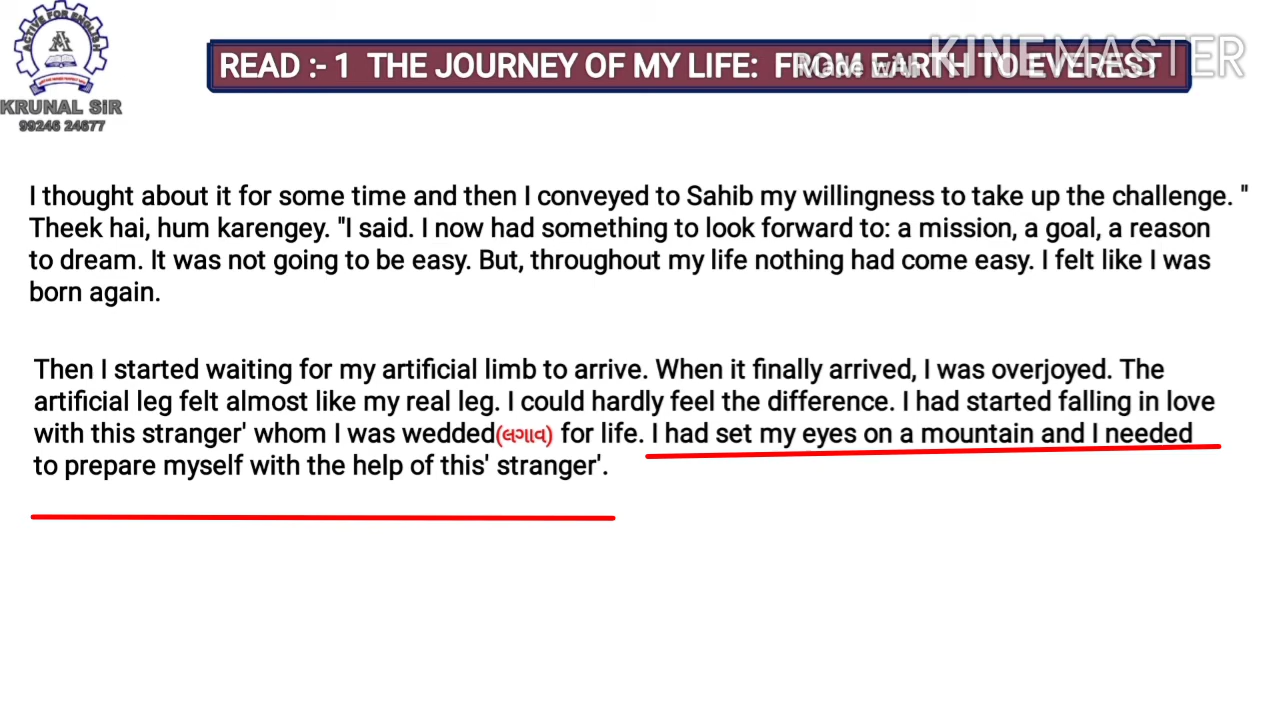 ACTIVE FOR ENGLISH
KRUNAL SIR
99246 24677
READ :- 1 THE JOURNEY OF MY LIFE: FROM EARTH TO EVEREST
Made with KINEMASTER
I thought about it for some time and then I conveyed to Sahib my willingness to take up the challenge. "
Theek hai, hum karengey. "I said. I now had something to look forward to: a mission, a goal, a reason
to dream. It was not going to be easy. But, throughout my life nothing had come easy. I felt like I was
born again.
Then I started waiting for my artificial limb to arrive. When it finally arrived, I was overjoyed. The
artificial leg felt almost like my real leg. I could hardly feel the difference. I had started falling in love
with this stranger' whom I was wedded(લગાવ) for life. I had set my eyes on a mountain and I needed
to prepare myself with the help of this' stranger'.